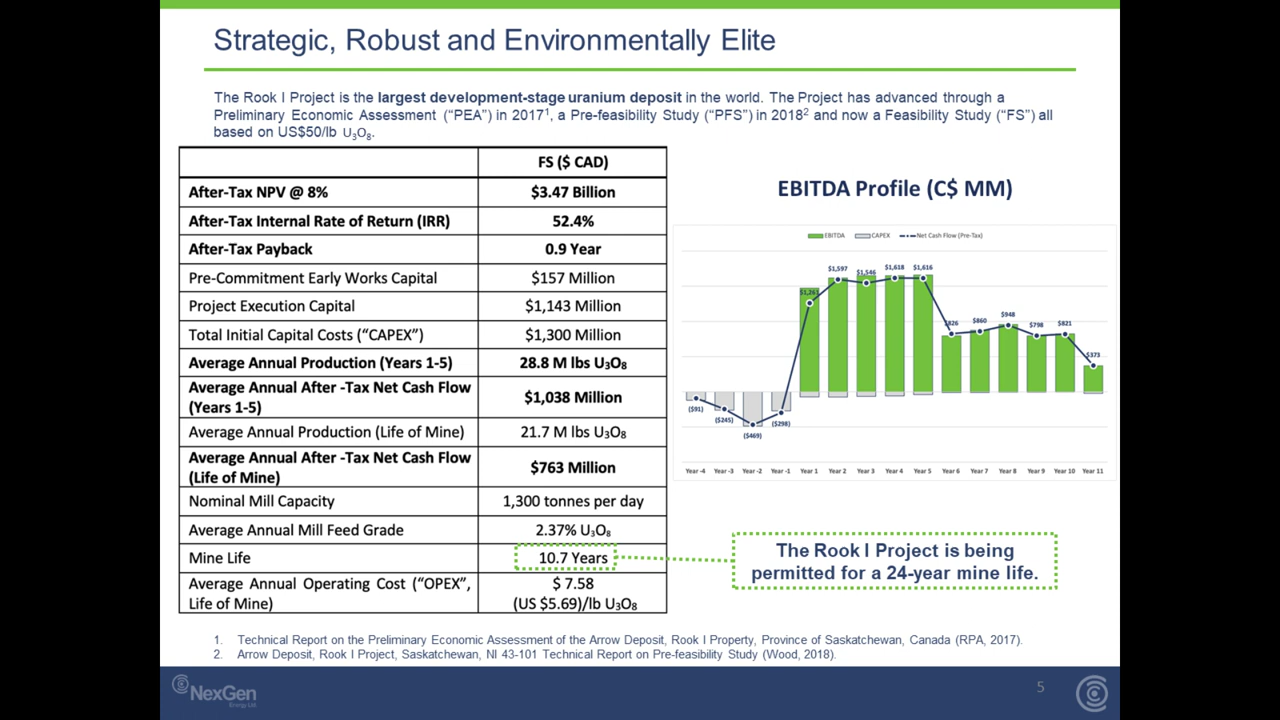 Strategic, Robust and Environmentally Elite
The Rook I Project is the largest development-stage uranium deposit in the world. The Project has advanced through a
Preliminary Economic Assessment (“PEA”) in 2017¹, a Pre-feasibility Study (“PFS”) in 2018² and now a Feasibility Study (“FS”) all
based on US$50/lb U₃O₈.
FS ($ CAD)
After-Tax NPV @ 8% $3.47 Billion
After-Tax Internal Rate of Return (IRR) 52.4%
After-Tax Payback 0.9 Year
Pre-Commitment Early Works Capital $157 Million
Project Execution Capital $1,143 Million
Total Initial Capital Costs (“CAPEX”) $1,300 Million
Average Annual Production (Years 1-5) 28.8 M lbs U₃O₈
Average Annual After -Tax Net Cash Flow
(Years 1-5) $1,038 Million
Average Annual Production (Life of Mine) 21.7 M lbs U₃O₈
Average Annual After -Tax Net Cash Flow
(Life of Mine) $763 Million
Nominal Mill Capacity 1,300 tonnes per day
Average Annual Mill Feed Grade 2.37% U₃O₈
Mine Life 10.7 Years
Average Annual Operating Cost (“OPEX”, $ 7.58
Life of Mine) (US $5.69)/lb U₃O₈
EBITDA Profile (C$ MM)
EBITDA CAPEX Net Cash Flow (Pre-Tax)
$1,261 $1,597 $1,546 $1,618 $1,616 $826 $860 $948 $798 $821 $373
($91) ($245) ($469) ($298)
Year -4 Year -3 Year -2 Year -1 Year 1 Year 2 Year 3 Year 4 Year 5 Year 6 Year 7 Year 8 Year 9 Year 10 Year 11
The Rook I Project is being
permitted for a 24-year mine life.
1. Technical Report on the Preliminary Economic Assessment of the Arrow Deposit, Rook I Property, Province of Saskatchewan, Canada (RPA, 2017).
2. Arrow Deposit, Rook I Project, Saskatchewan, NI 43-101 Technical Report on Pre-feasibility Study (Wood, 2018).
NexGen
Energy Ltd
5